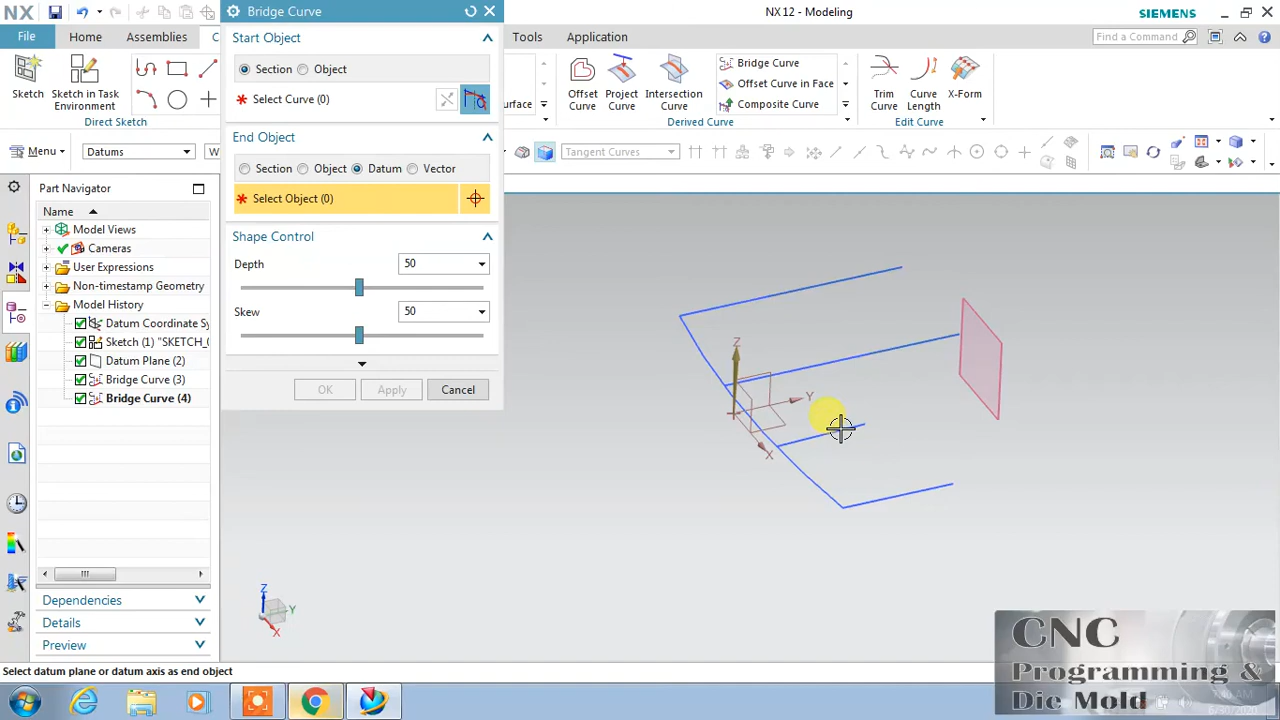 NX
Bridge Curve
NX 12 - Modeling
SIEMENS
File
Home
Assemblies
C
Tools
Application
Find a Command
Start Object
Section
Object
Select Curve (0)
End Object
Section
Object
Datum
Vector
Select Object (0)
Shape Control
Depth
50
Skew
50
OK
Apply
Cancel
Sketch
Sketch in Task
Environment
Direct Sketch
urface
Offset
Curve
Project
Curve
Intersection
Curve
Bridge Curve
Offset Curve in Face
Composite Curve
Derived Curve
Trim
Curve
Curve
Length
X-Form
Edit Curve
Menu
Datums
W
Tangent Curves
Part Navigator
Name
Model Views
Cameras
User Expressions
Non-timestamp Geometry
Model History
Datum Coordinate Sy
Sketch (1) "SKETCH_0
Datum Plane (2)
Bridge Curve (3)
Bridge Curve (4)
Dependencies
Details
Preview
Z
Y
X
Z
Y
X
Select datum plane or datum axis as end object
CNC
Programming &
Die Mold